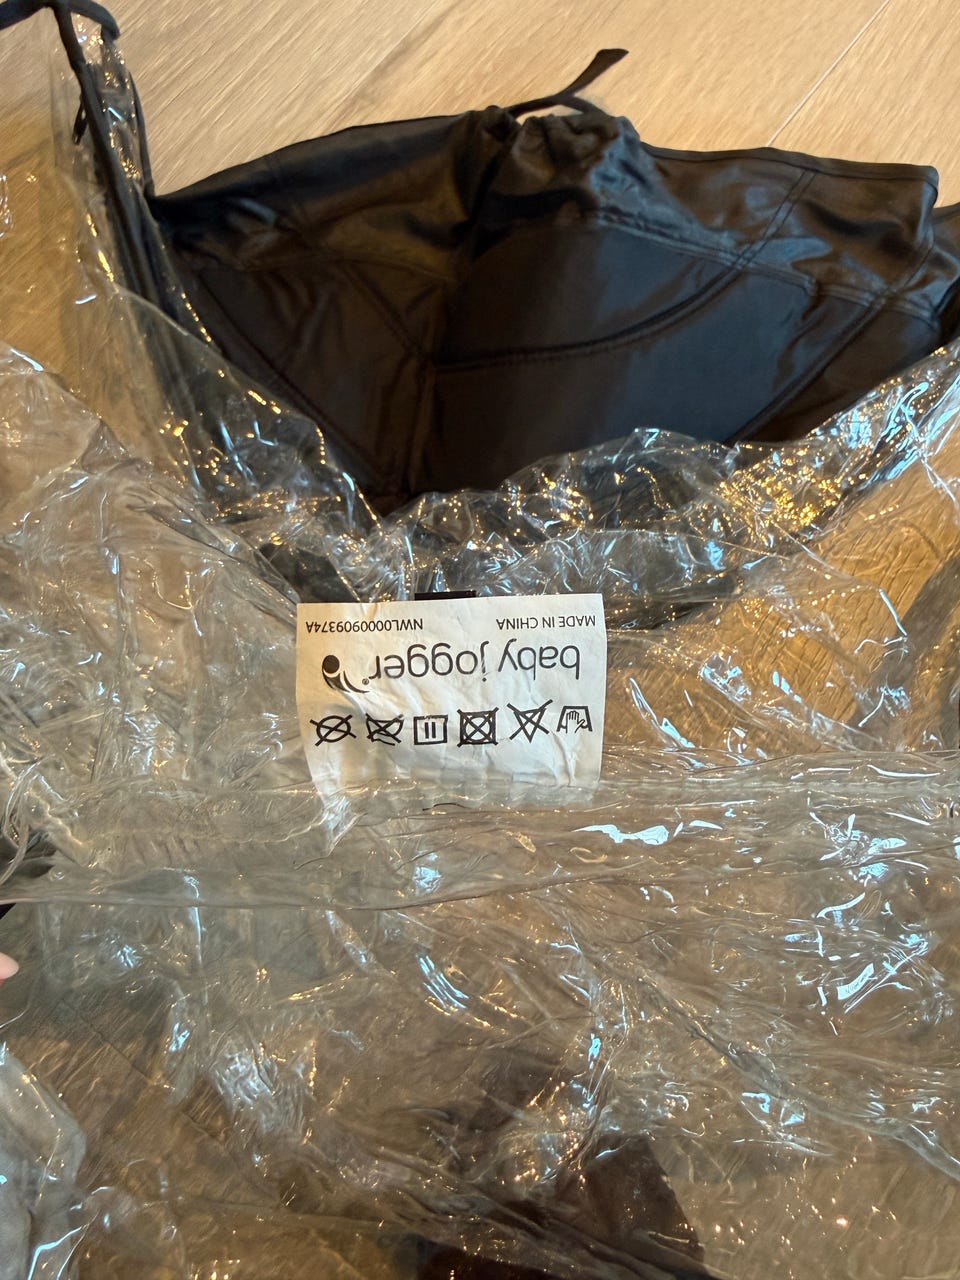 baby jogger®
MADE IN CHINA NWL0000909374A